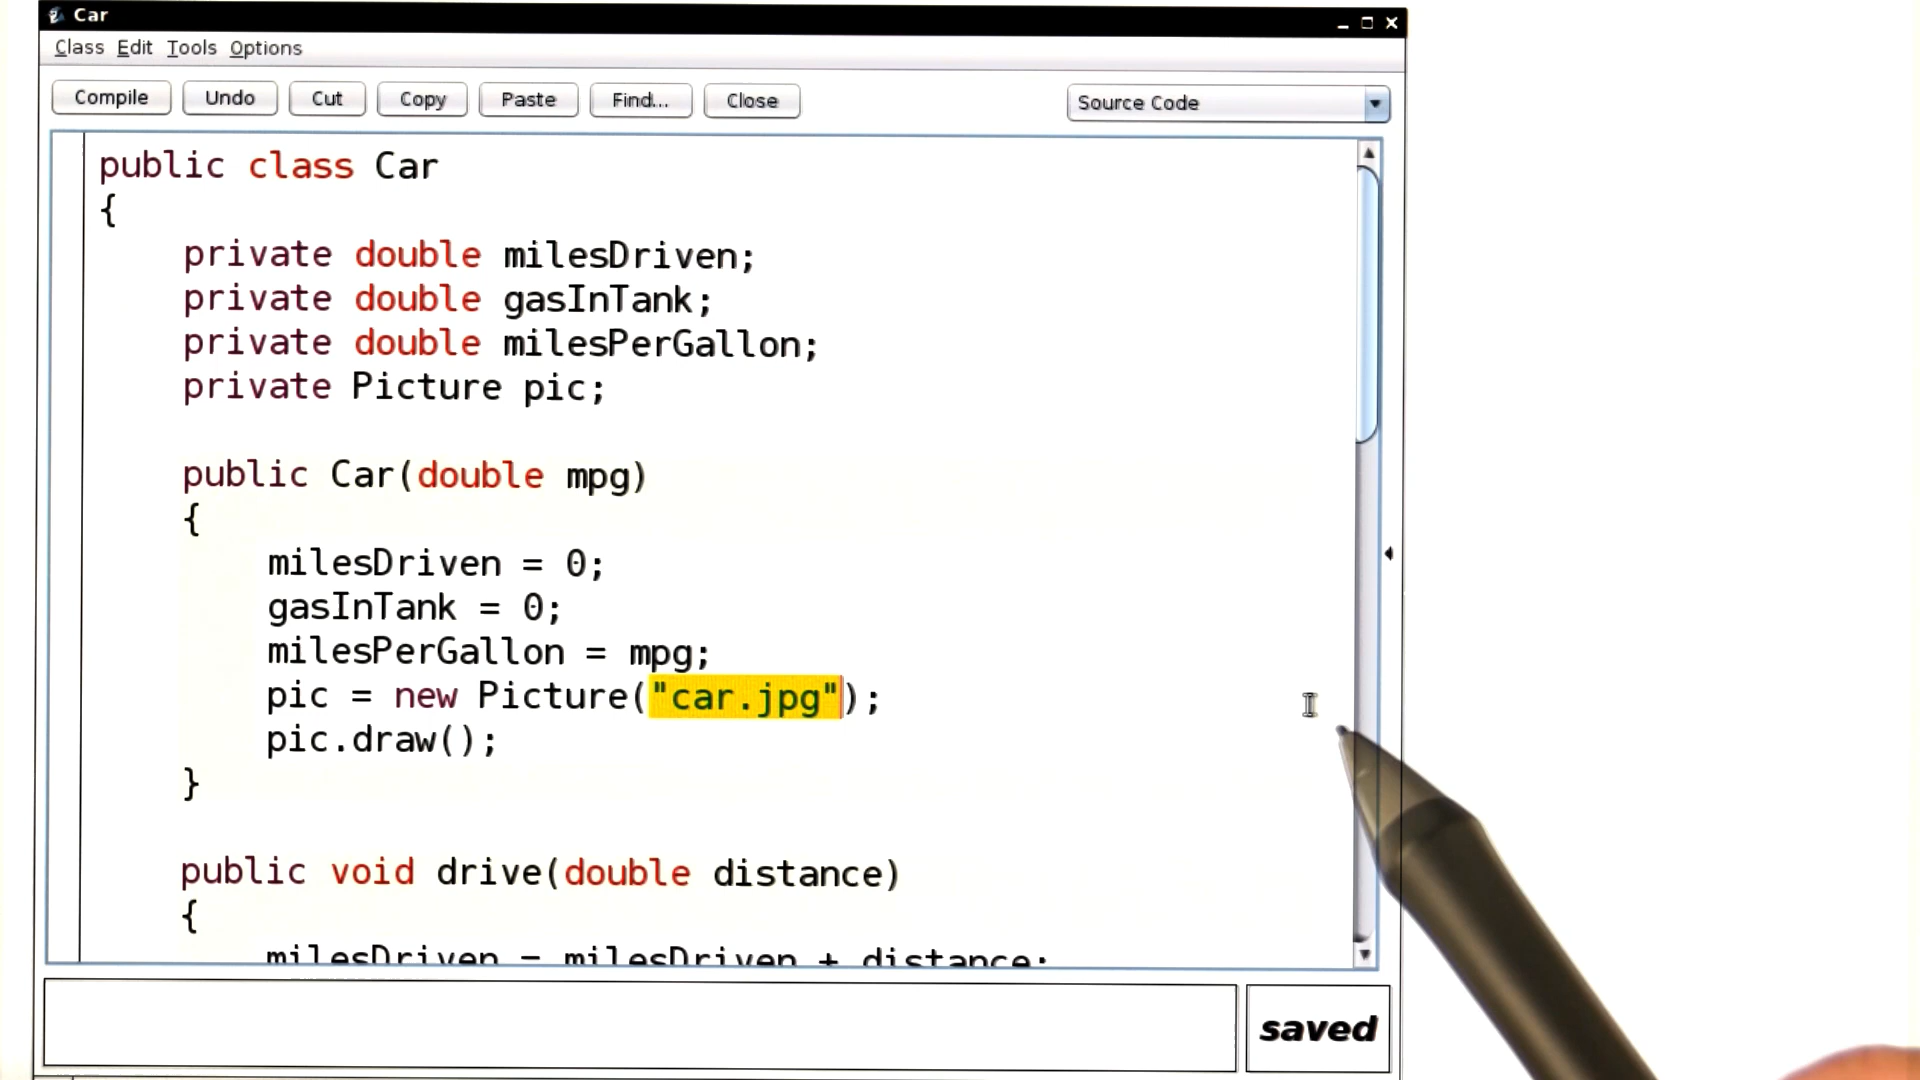 Car
Class Edit Tools Options
Compile Undo Cut Copy Paste Find... Close Source Code
public class Car
{
    private double milesDriven;
    private double gasInTank;
    private double milesPerGallon;
    private Picture pic;
    public Car(double mpg)
    {
        milesDriven = 0;
        gasInTank = 0;
        milesPerGallon = mpg;
        pic = new Picture("car.jpg");
        pic.draw();
    }
    public void drive(double distance)
    {
        milesDriven = milesDriven + distance;
saved